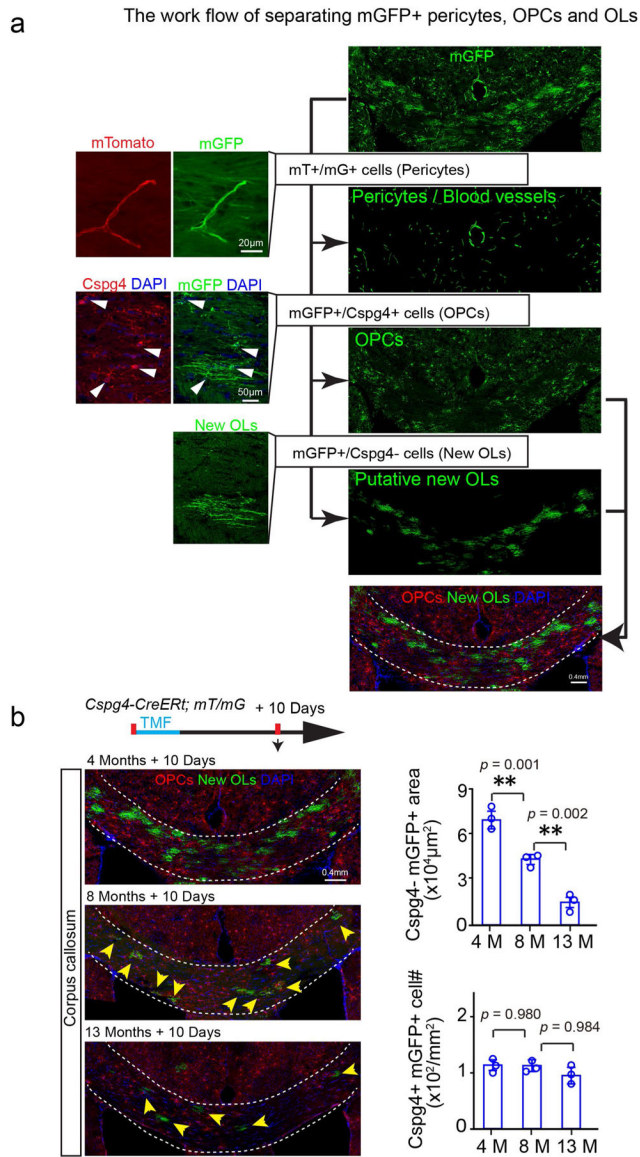 The work flow of separating mGFP+ pericytes, OPCs and OLs
a
mGFP
mTomato
mGFP
mT+/mG+ cells (Pericytes)
20µm
Pericytes / Blood vessels
Cspg4 DAPI
mGFP DAPI
mGFP+/Cspg4+ cells (OPCs)
50µm
OPCs
New OLs
mGFP+/Cspg4- cells (New OLs)
Putative new OLs
OPCs New OLs DAPI
0.4mm
b
Cspg4-CreERt; mT/mG
+ 10 Days
TMF
4 Months + 10 Days
OPCs New OLs DAPI
0.4mm
8 Months + 10 Days
13 Months + 10 Days
Corpus callosum
Cspg4- mGFP+ area
(x10⁴µm²)
p = 0.001
**
p = 0.002
**
9
6
3
0
4 M
8 M
13 M
Cspg4+ mGFP+ cell#
(x10²/mm²)
p = 0.980
p = 0.984
2
1
0
4 M
8 M
13 M